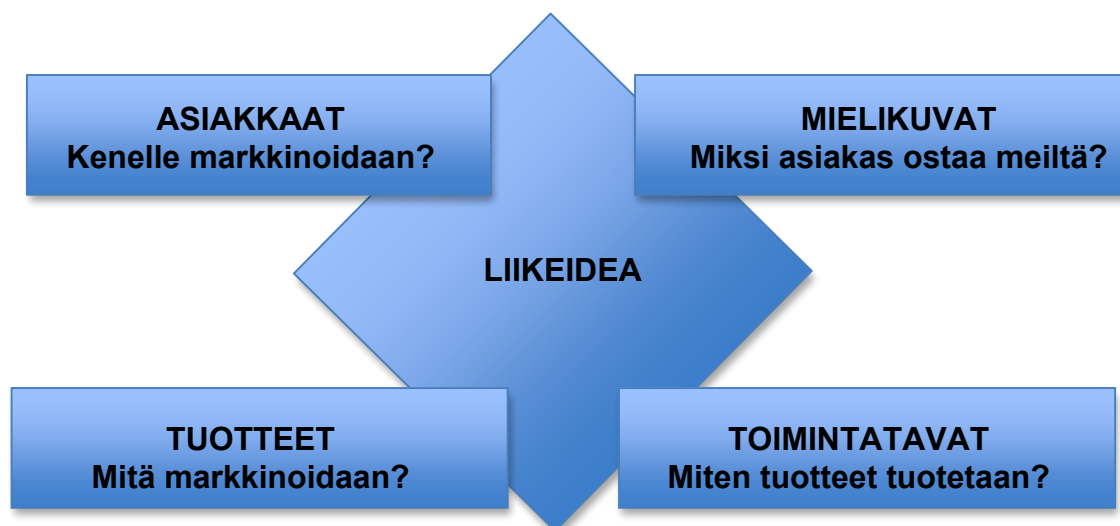 ASIAKKAAT
Kenelle markkinoidaan?
MIELIKUVAT
Miksi asiakas ostaa meiltä?
LIIKEIDEA
TUOTTEET
Mitä markkinoidaan?
TOIMINTATAVAT
Miten tuotteet tuotetaan?